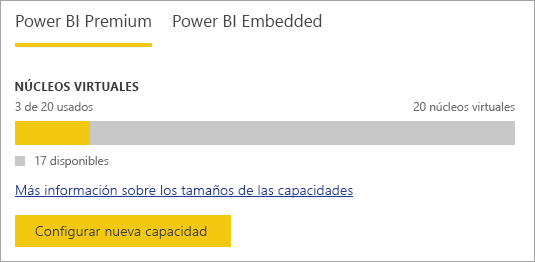 Power BI Premium Power BI Embedded
NÚCLEOS VIRTUALES
3 de 20 usados 20 núcleos virtuales
17 disponibles
Más información sobre los tamaños de las capacidades
Configurar nueva capacidad